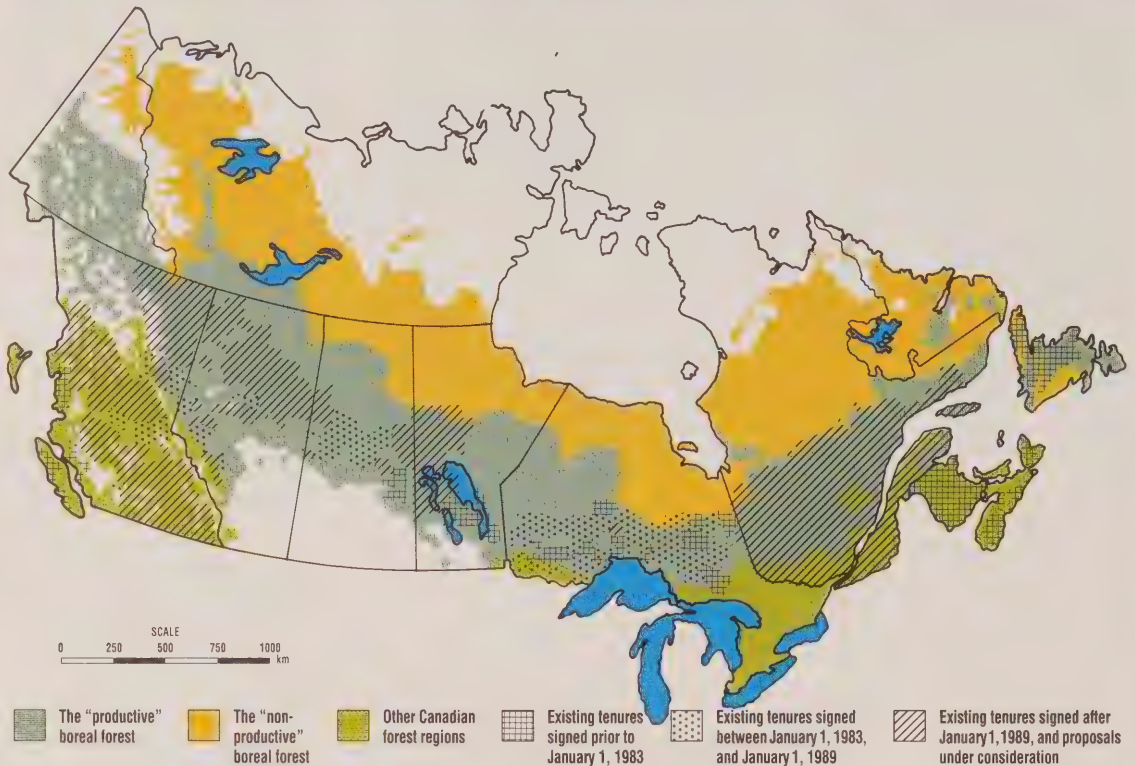 SCALE
0 250 500 750 1000
km
The "productive"
boreal forest
The "non-
productive"
boreal forest
Other Canadian
forest regions
Existing tenures
signed prior to
January 1, 1983
Existing tenures signed
between January 1, 1983,
and January 1, 1989
Existing tenures signed after
January 1, 1989, and proposals
under consideration